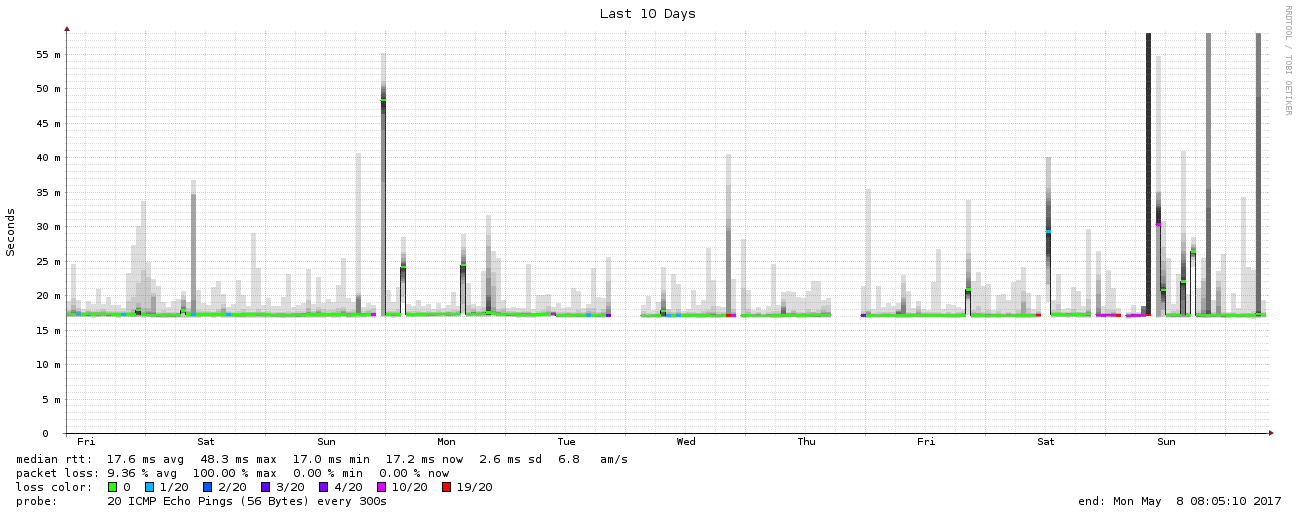 Last 10 Days
RRDTOOL / TOBI OETIKER
Seconds
55 m
50 m
45 m
40 m
35 m
30 m
25 m
20 m
15 m
10 m
5 m
0
Fri Sat Sun Mon Tue Wed Thu Fri Sat Sun
median rtt: 17.6 ms avg 48.3 ms max 17.0 ms min 17.2 ms now 2.6 ms sd 6.8 am/s
packet loss: 9.36 % avg 100.00 % max 0.00 % min 0.00 % now
loss color: 0 1/20 2/20 3/20 4/20 10/20 19/20
probe: 20 ICMP Echo Pings (56 Bytes) every 300s end: Mon May 8 08:05:10 2017